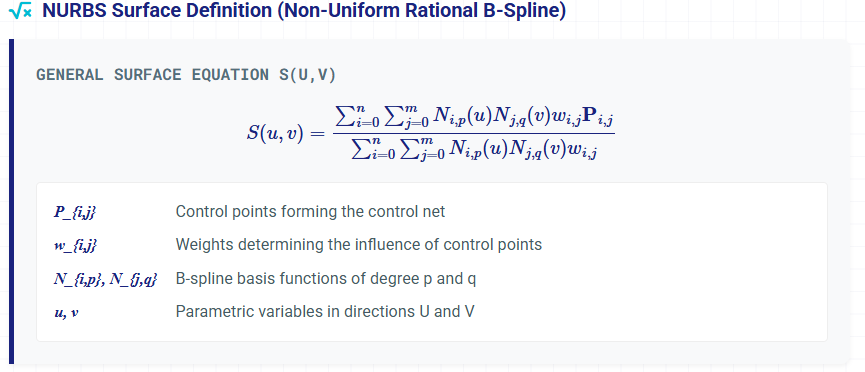 √x NURBS Surface Definition (Non-Uniform Rational B-Spline)
GENERAL SURFACE EQUATION S(U,V)
S(u, v) = \frac{\sum_{i=0}^{n} \sum_{j=0}^{m} N_{i,p}(u) N_{j,q}(v) w_{i,j} \mathbf{P}_{i,j}}{\sum_{i=0}^{n} \sum_{j=0}^{m} N_{i,p}(u) N_{j,q}(v) w_{i,j}}
P_{i,j} Control points forming the control net
w_{i,j} Weights determining the influence of control points
N_{i,p}, N_{j,q} B-spline basis functions of degree p and q
u, v Parametric variables in directions U and V